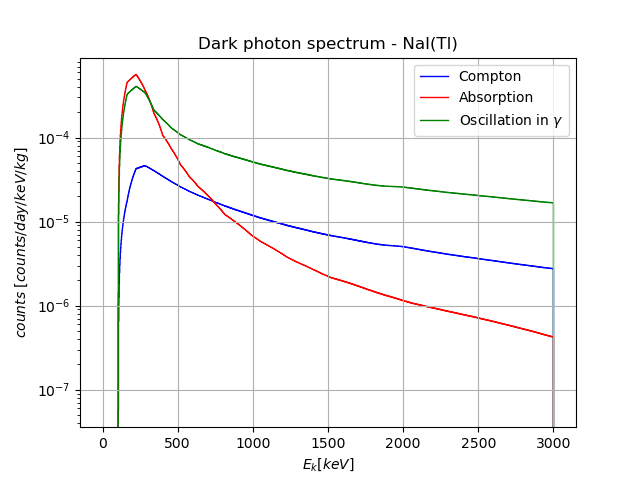 Dark photon spectrum - NaI(Tl)
Compton
Absorption
Oscillation in γ
counts [counts/day/keV/kg]
10⁻⁴
10⁻⁵
10⁻⁶
10⁻⁷
0 500 1000 1500 2000 2500 3000
E_k[keV]